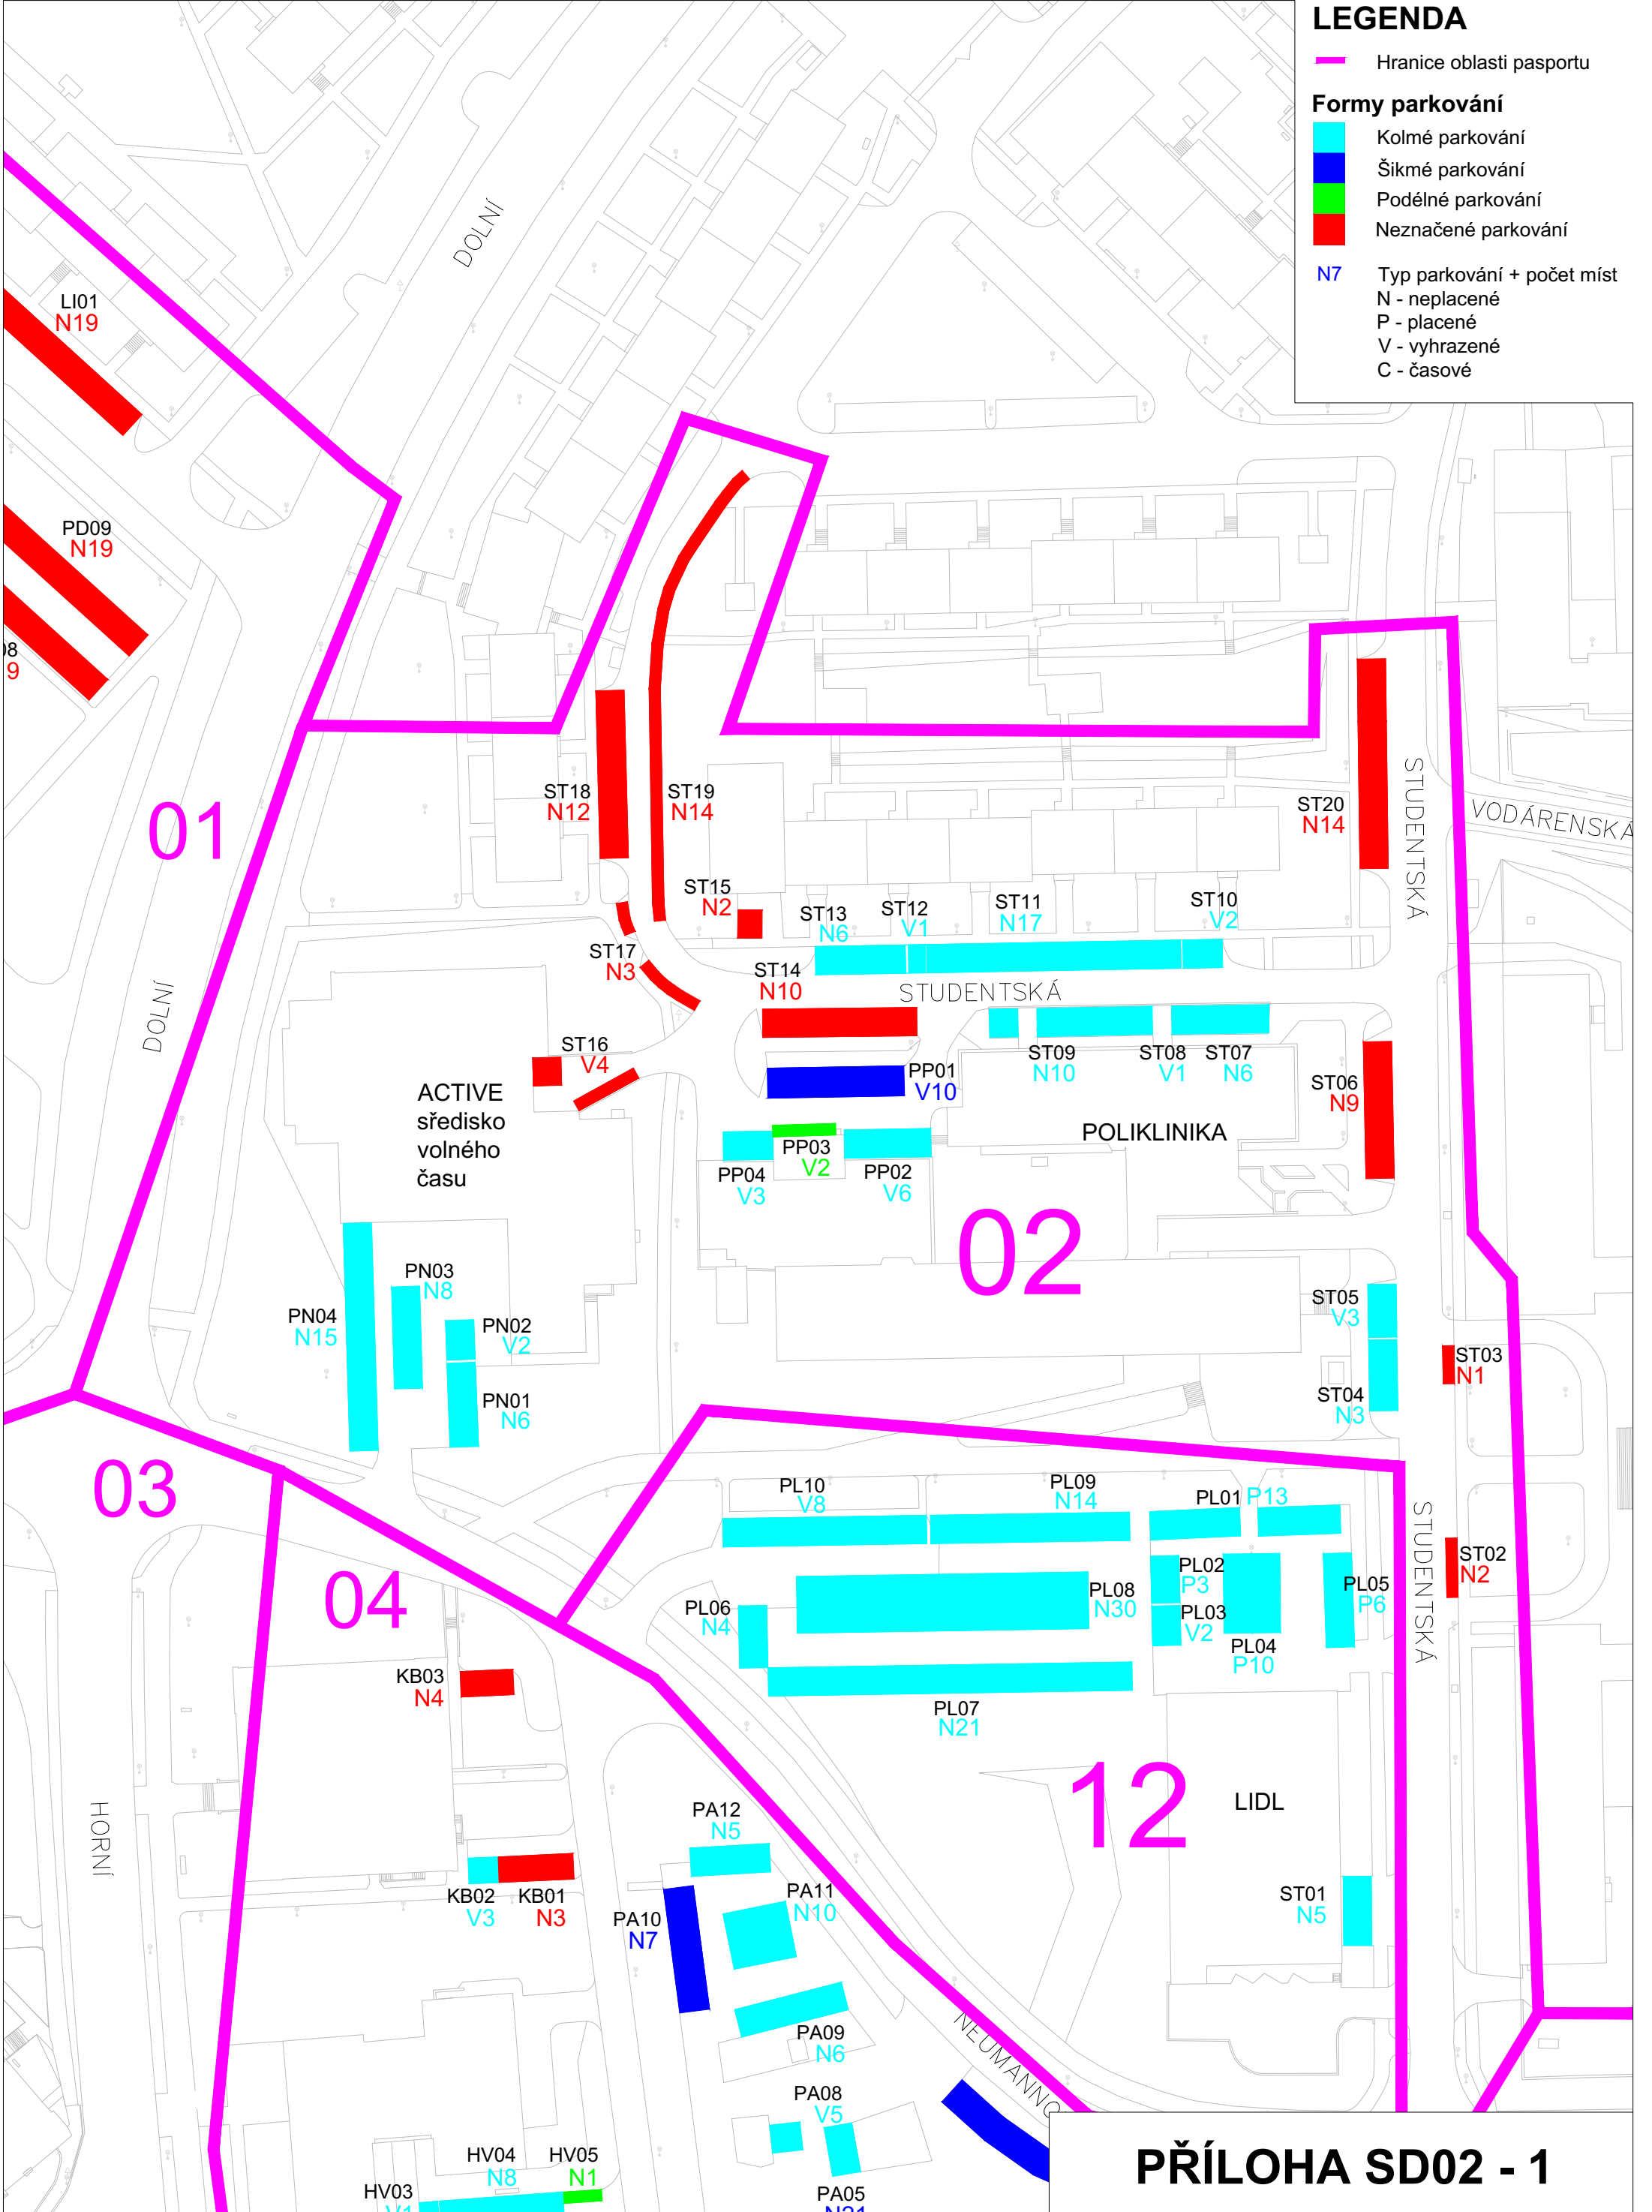 LEGENDA
Hranice oblasti pasportu
Formy parkování
Kolmé parkování
Šikmé parkování
Podélné parkování
Neznačené parkování
N7 Typ parkování + počet míst
N - neplacené
P - placené
V - vyhrazené
C - časové
DOLNÍ
LI01
N19
PD09
N19
08
9
01
ST18
N12
ST19
N14
ST20
N14
STUDENTSKÁ
VODÁRENSKÁ
ST15
N2
ST13
N6
ST12
V1
ST11
N17
ST10
V2
ST17
N3
ST14
N10
STUDENTSKÁ
DOLNÍ
ST16
V4
ST09
N10
ST08
V1
ST07
N6
PP01
V10
ST06
N9
ACTIVE
sředisko
volného
času
POLIKLINIKA
PP03
V2
PP04
V3
PP02
V6
02
PN03
N8
PN04
N15
PN02
V2
PN01
N6
ST05
V3
ST03
N1
ST04
N3
03
PL10
V8
PL09
N14
PL01 P13
STUDENTSKÁ
ST02
N2
04
PL02
P3
PL08
N30
PL05
P6
PL06
N4
PL03
V2
PL04
P10
KB03
N4
PL07
N21
12
LIDL
HORNÍ
PA12
N5
KB02
V3
KB01
N3
PA11
N10
PA10
N7
ST01
N5
PA09
N6
NEUMANNO
PA08
V5
HV04
N8
HV05
N1
HV03
V1
PA05
N21
PŘÍLOHA SD02 - 1